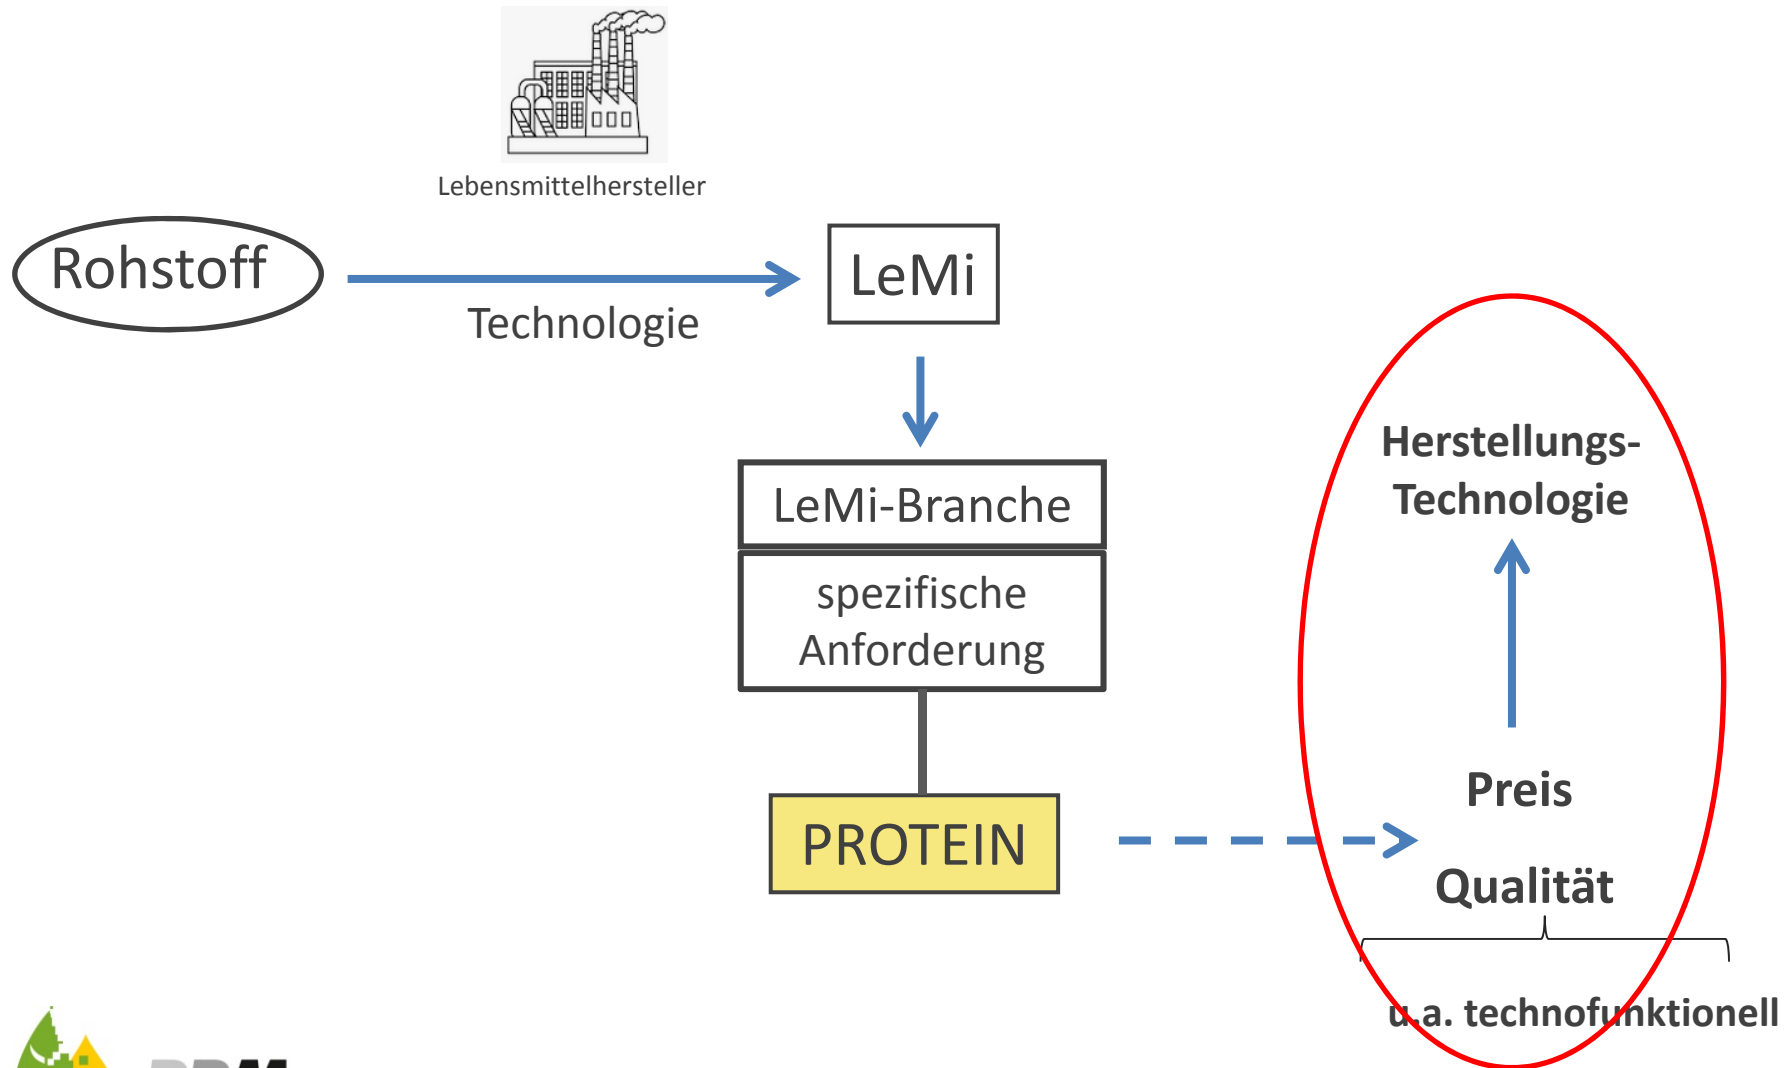 Lebensmittelhersteller
Rohstoff
LeMi
Technologie
LeMi-Branche
spezifische
Anforderung
PROTEIN
Herstellungs-
Technologie
Preis
Qualität
u.a. technofunktionell